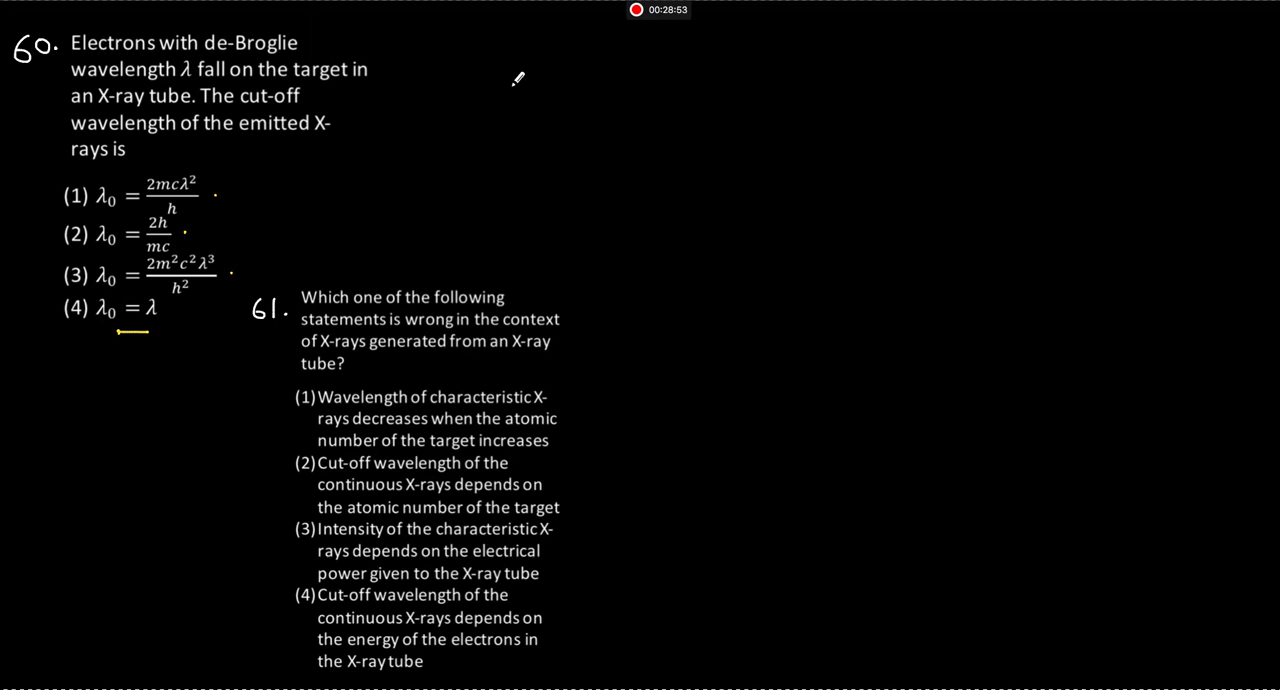 00:28:53
60. Electrons with de-Broglie
wavelength λ fall on the target in
an X-ray tube. The cut-off
wavelength of the emitted X-
rays is
(1) λ₀ = 2mcλ²/h
(2) λ₀ = 2h/mc
(3) λ₀ = 2m²c²λ³/h²
(4) λ₀ = λ
61. Which one of the following
statements is wrong in the context
of X-rays generated from an X-ray
tube?
(1) Wavelength of characteristic X-
rays decreases when the atomic
number of the target increases
(2) Cut-off wavelength of the
continuous X-rays depends on
the atomic number of the target
(3) Intensity of the characteristic X-
rays depends on the electrical
power given to the X-ray tube
(4) Cut-off wavelength of the
continuous X-rays depends on
the energy of the electrons in
the X-ray tube